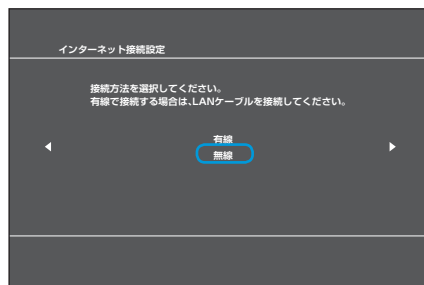 インターネット接続設定
接続方法を選択してください。
有線で接続する場合は、LANケーブルを接続してください。
有線
無線